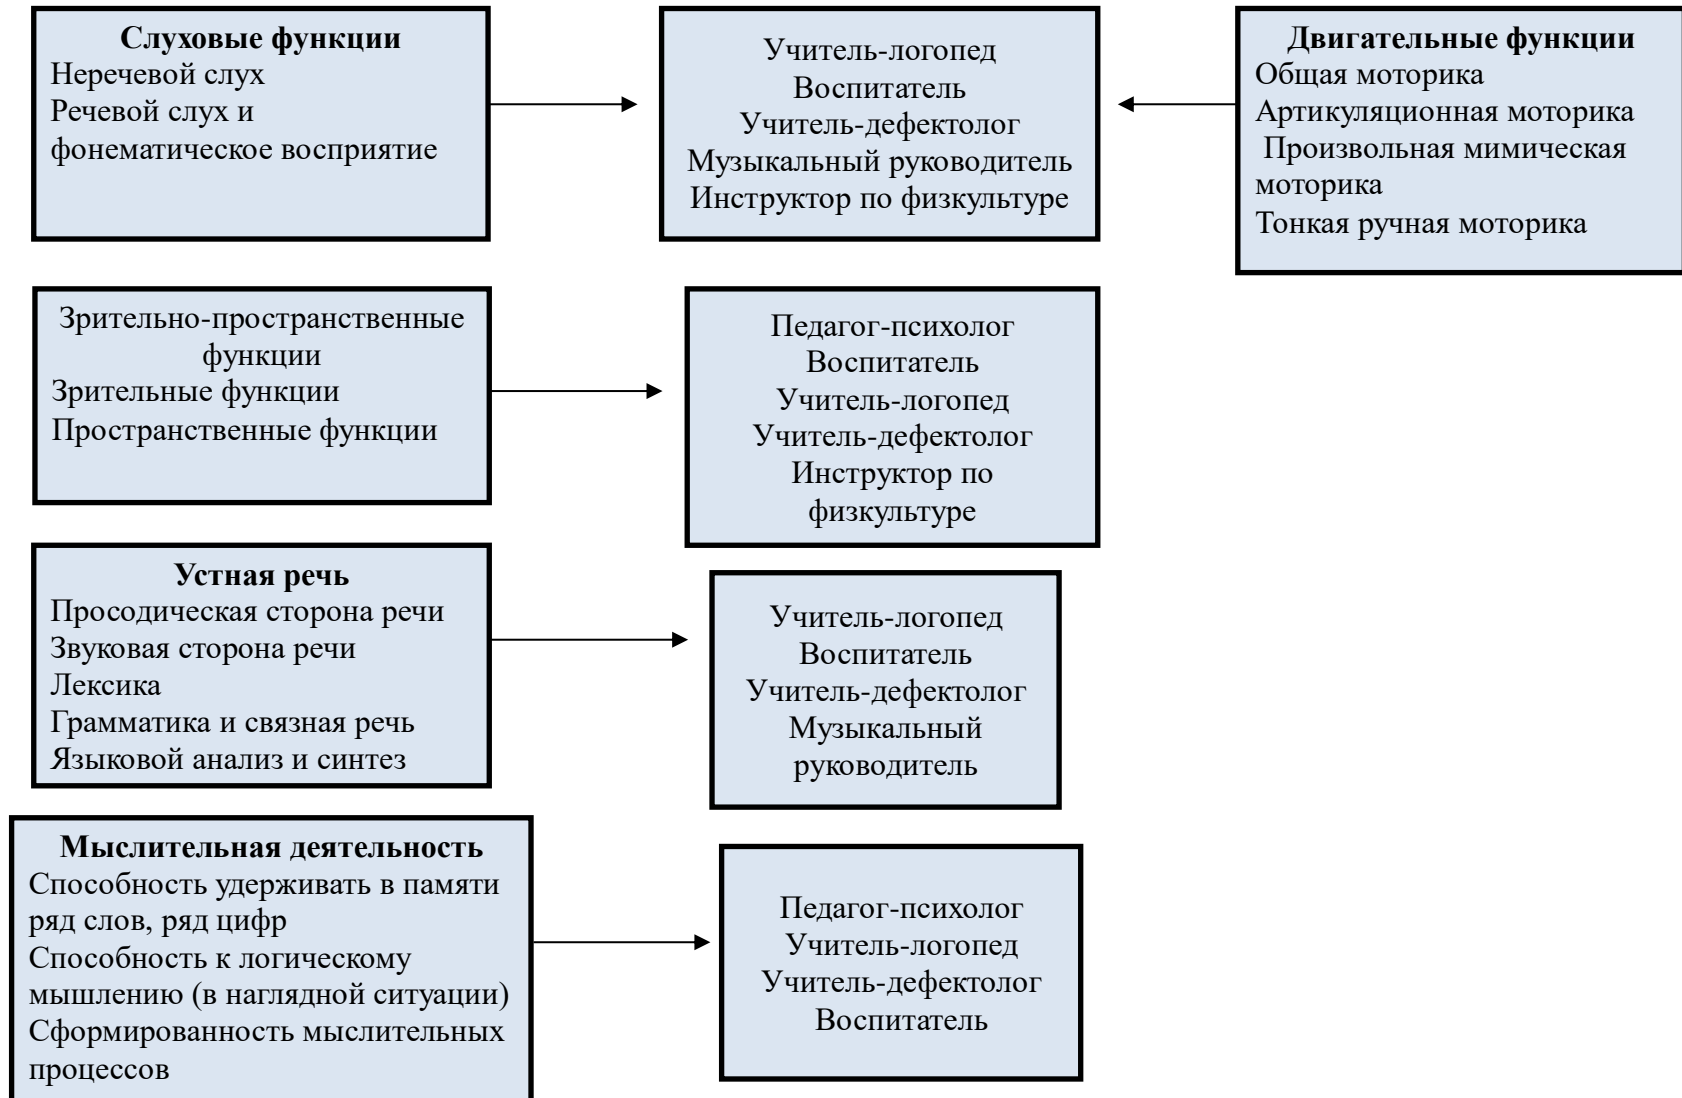 Слуховые функции
Неречевой слух
Речевой слух и
фонематическое восприятие
Учитель-логопед
Воспитатель
Учитель-дефектолог
Музыкальный руководитель
Инструктор по физкультуре
Двигательные функции
Общая моторика
Артикуляционная моторика
Произвольная мимическая
моторика
Тонкая ручная моторика
Зрительно-пространственные
функции
Зрительные функции
Пространственные функции
Педагог-психолог
Воспитатель
Учитель-логопед
Учитель-дефектолог
Инструктор по
физкультуре
Устная речь
Просодическая сторона речи
Звуковая сторона речи
Лексика
Грамматика и связная речь
Языковой анализ и синтез
Учитель-логопед
Воспитатель
Учитель-дефектолог
Музыкальный
руководитель
Мыслительная деятельность
Способность удерживать в памяти
ряд слов, ряд цифр
Способность к логическому
мышлению (в наглядной ситуации)
Сформированность мыслительных
процессов
Педагог-психолог
Учитель-логопед
Учитель-дефектолог
Воспитатель